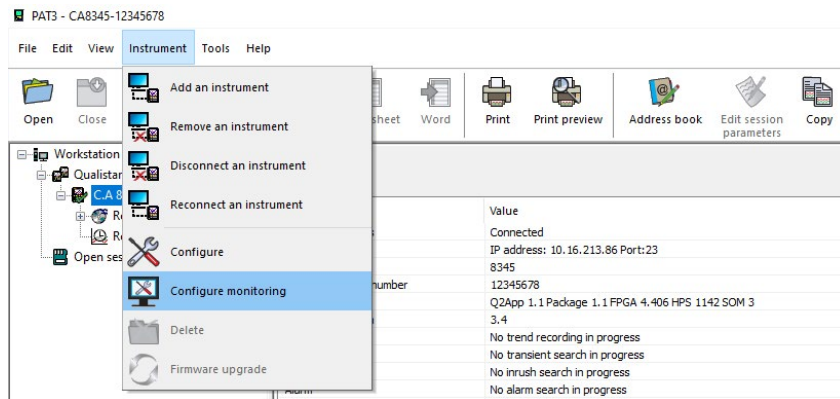 PAT3 - CA8345-12345678
File Edit View Instrument Tools Help
Open Close sheet Word Print Print preview Address book Edit session parameters Copy
Add an instrument
Remove an instrument
Disconnect an instrument
Reconnect an instrument
Configure
Configure monitoring
Delete
Firmware upgrade
Workstation
Qualistar
C.A 8
R
R
Open ses
Value
Connected
IP address: 10.16.213.86 Port:23
8345
number 12345678
Q2App 1.1 Package 1.1 FPGA 4.406 HPS 1142 SOM 3
3.4
No trend recording in progress
No transient search in progress
No inrush search in progress
Alarm No alarm search in progress